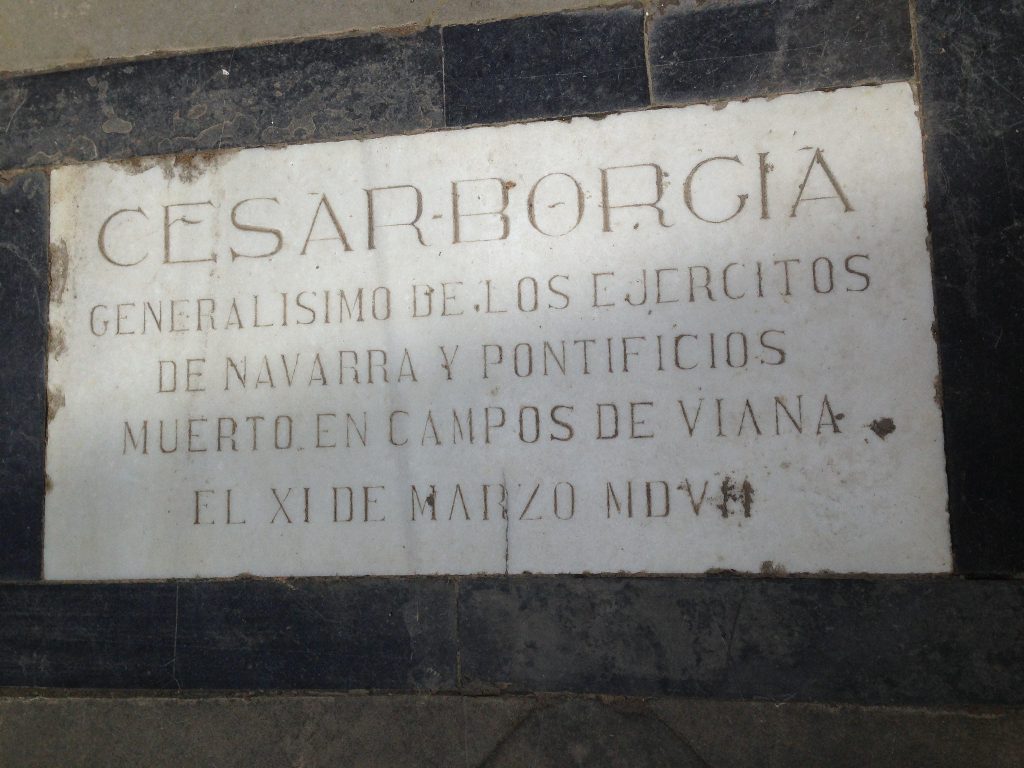 CESAR BORGIA
GENERALISIMO DE LOS EJERCITOS
DE NAVARRA Y PONTIFICIOS
MUERTO EN CAMPOS DE VIANA
EL XI DE MARZO MDVII